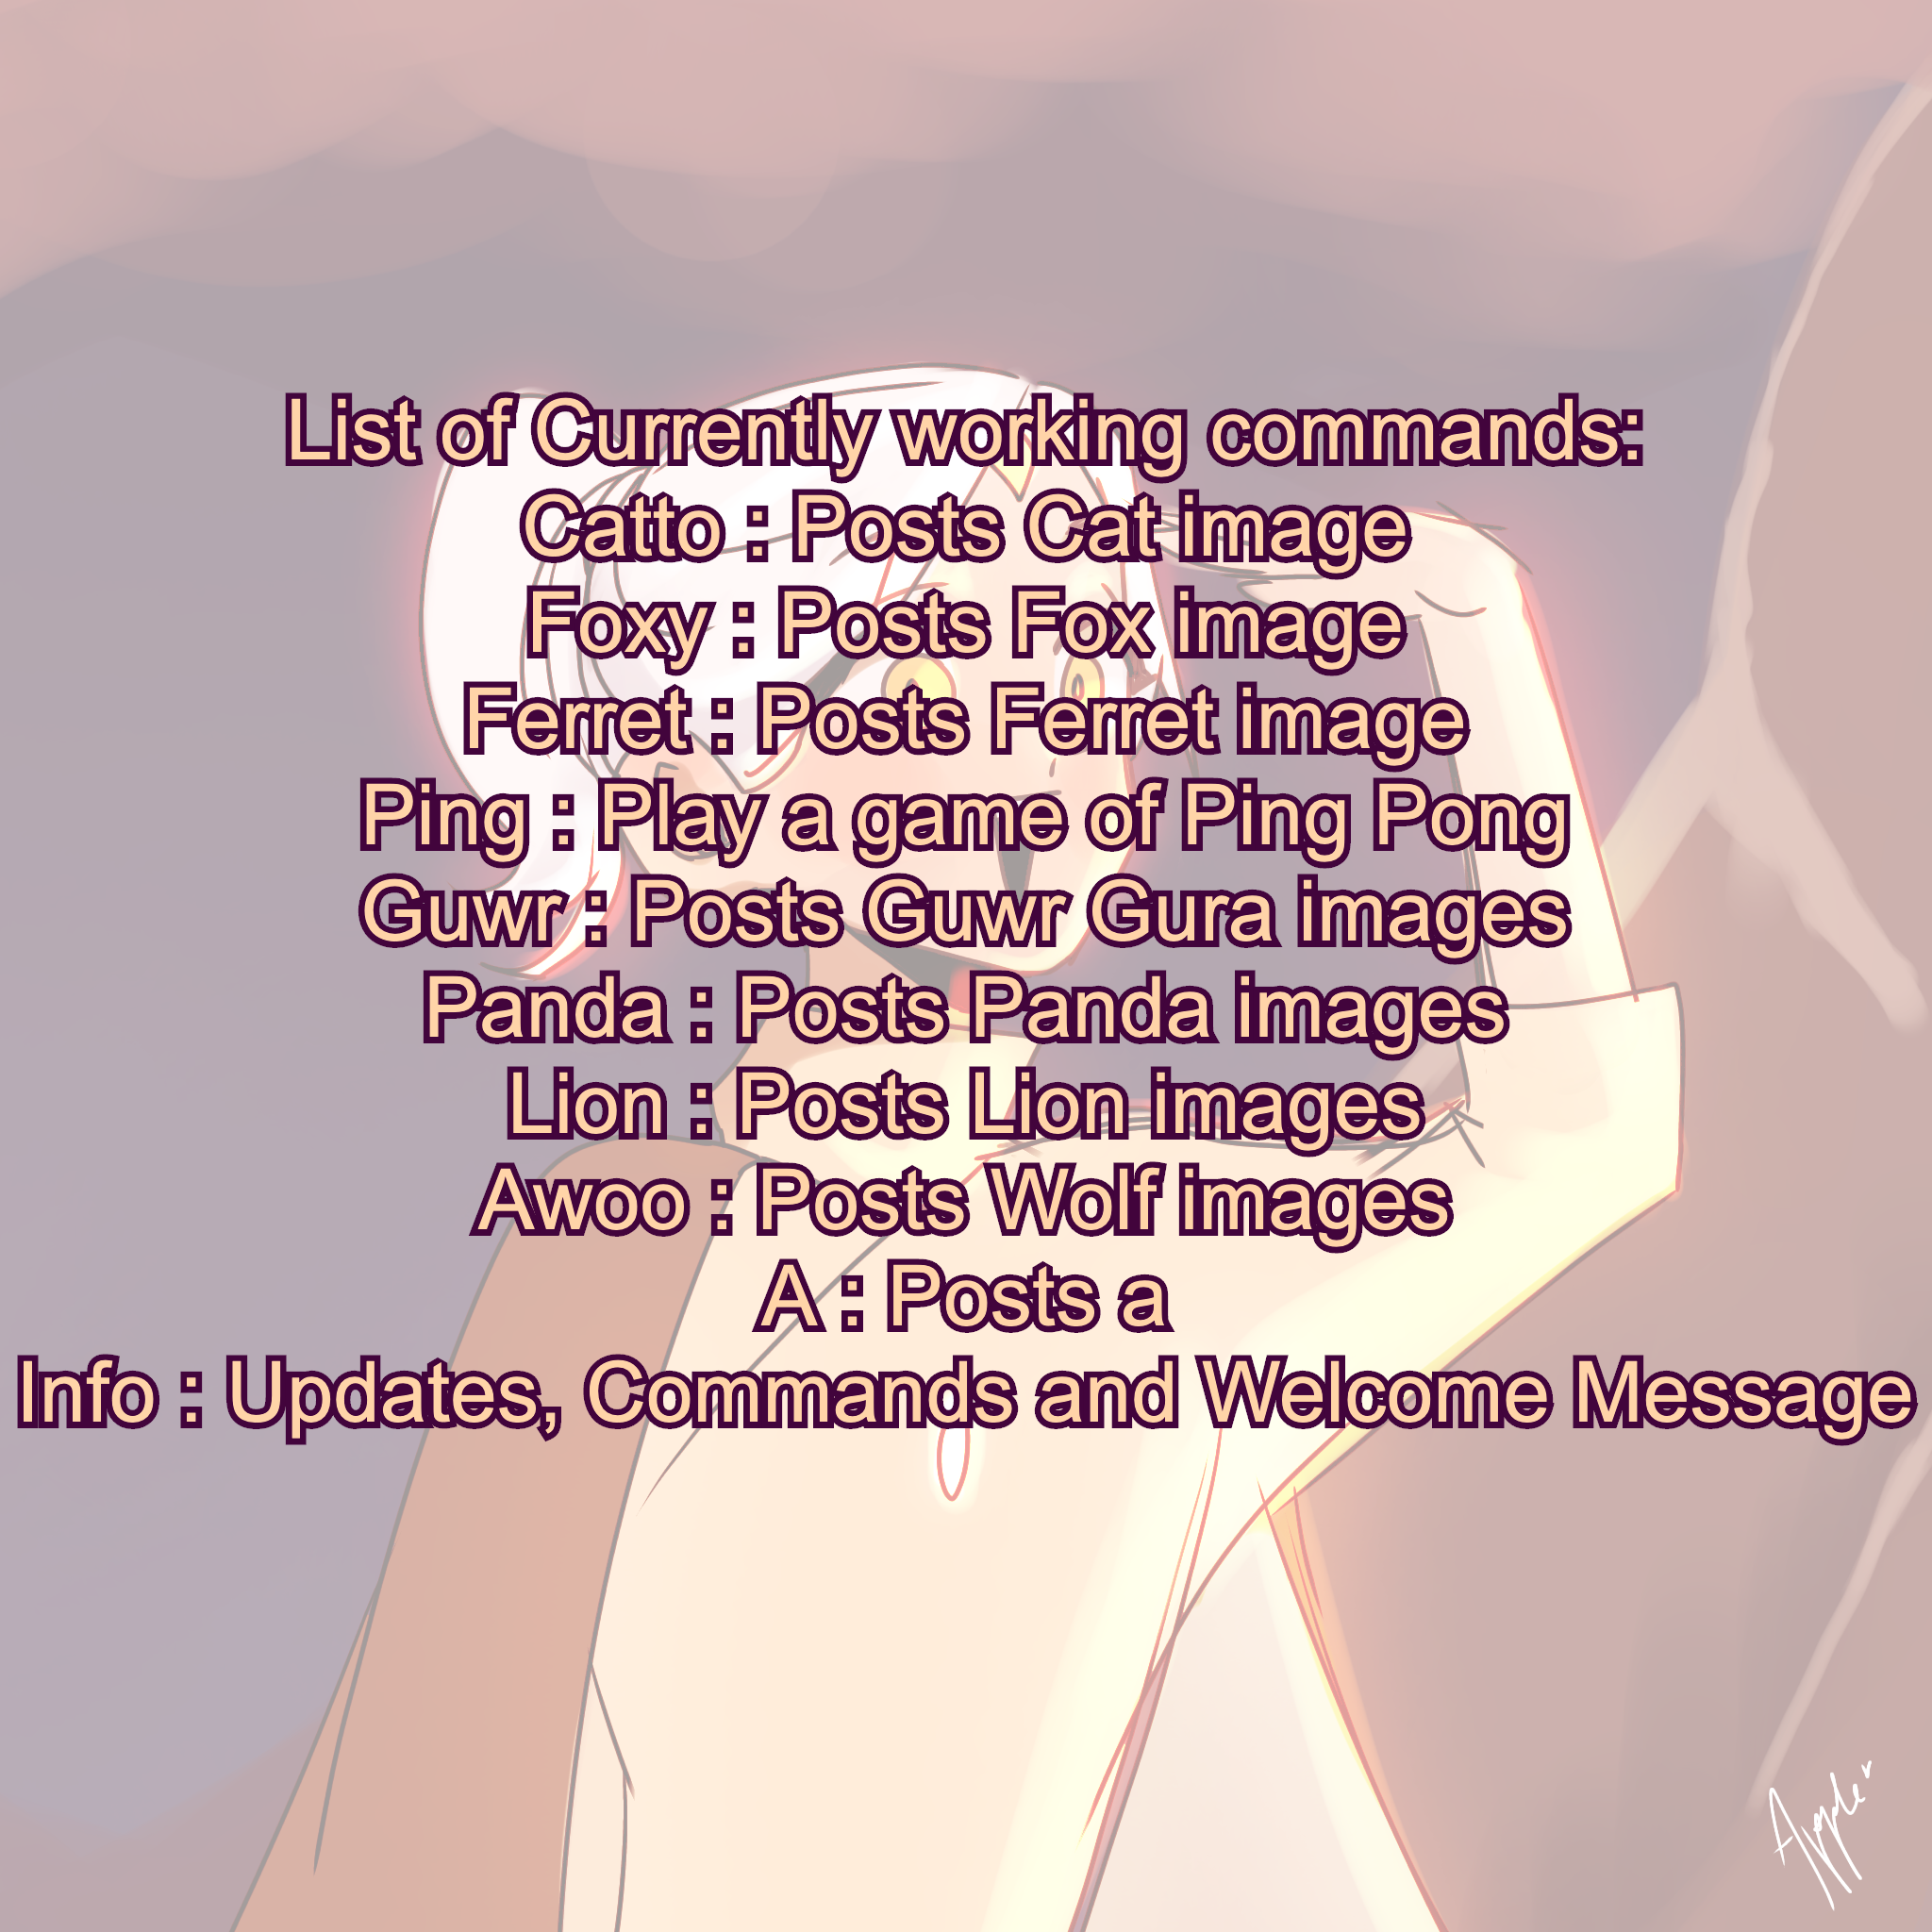 List of Currently working commands:
Catto : Posts Cat image
Foxy : Posts Fox image
Ferret : Posts Ferret image
Ping : Play a game of Ping Pong
Guwr : Posts Guwr Gura images
Panda : Posts Panda images
Lion : Posts Lion images
Awoo : Posts Wolf images
A : Posts a
Info : Updates, Commands and Welcome Message
Apple